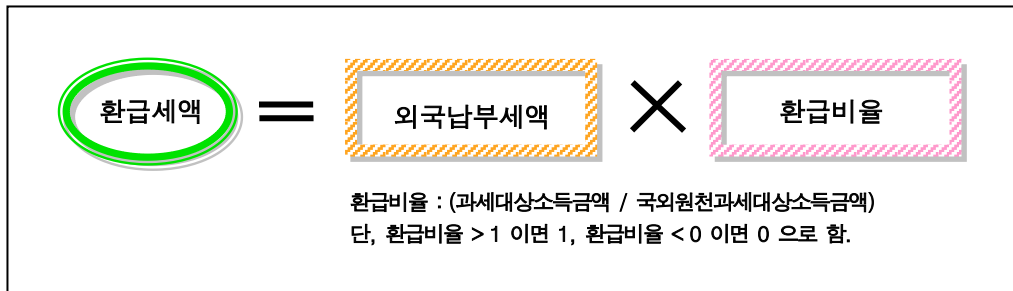 환급세액 = 외국납부세액 × 환급비율
환급비율 : (과세대상소득금액 / 국외원천과세대상소득금액)
단, 환급비율 > 1 이면 1, 환급비율 < 0 이면 0 으로 함.